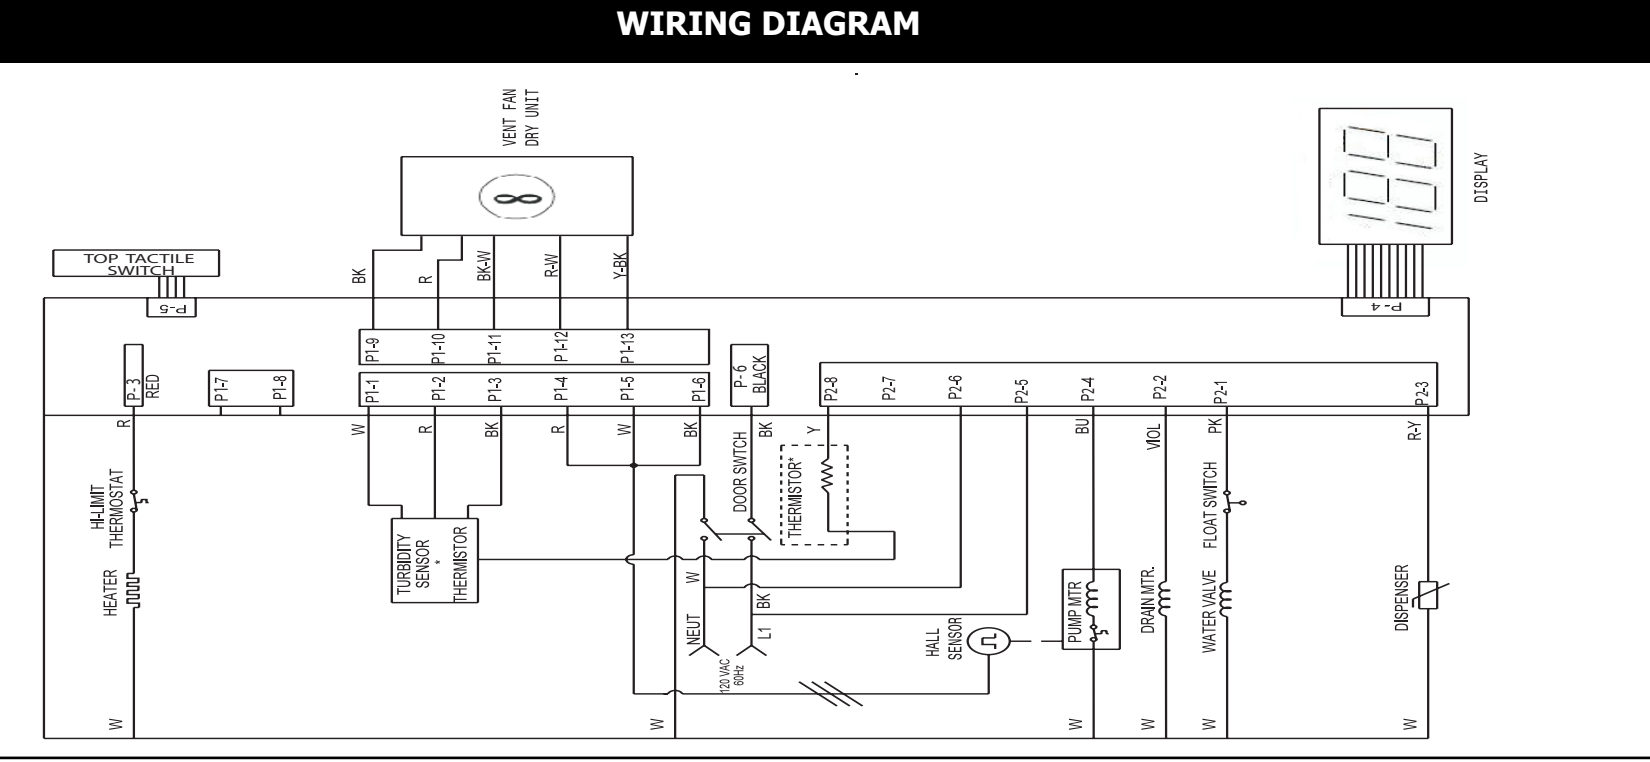 WIRING DIAGRAM
VENT FAN
DRY UNIT
DISPLAY
TOP TACTILE
SWITCH
P-5
P-4
BK
R
BK-W
R-W
Y-BK
P1-9
P1-10
P1-11
P1-12
P1-13
P-3
RED
P1-7
P1-8
P1-1
P1-2
P1-3
P1-4
P1-5
P1-6
P-6
BLACK
P2-8
P2-7
P2-6
P2-5
P2-4
P2-2
P2-1
P2-3
R
W
R
BK
R
W
BK
DOOR SWTCH
BK
Y
BU
VIOL
PK
R-Y
HI-LIMIT
THERMOSTAT
THERMISTOR*
FLOAT SWITCH
HEATER
TURBIDITY
SENSOR
*
THERMISTOR
W
BK
NEUT
L1
120 VAC
60Hz
HALL
SENSOR
PUMP MTR
DRAIN MTR.
WATER VALVE
DISPENSER
W
W
W
W
W
W